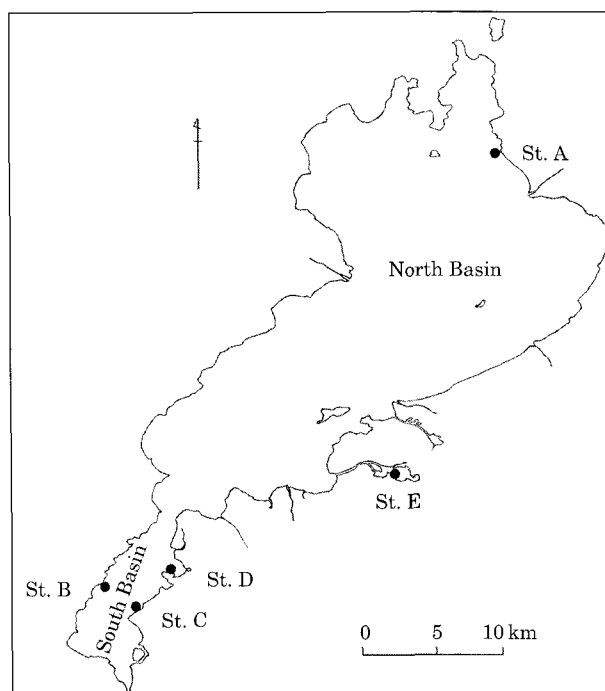 St. A
North Basin
St. E
St. D
St. B
South Basin
St. C
0 5 10 km